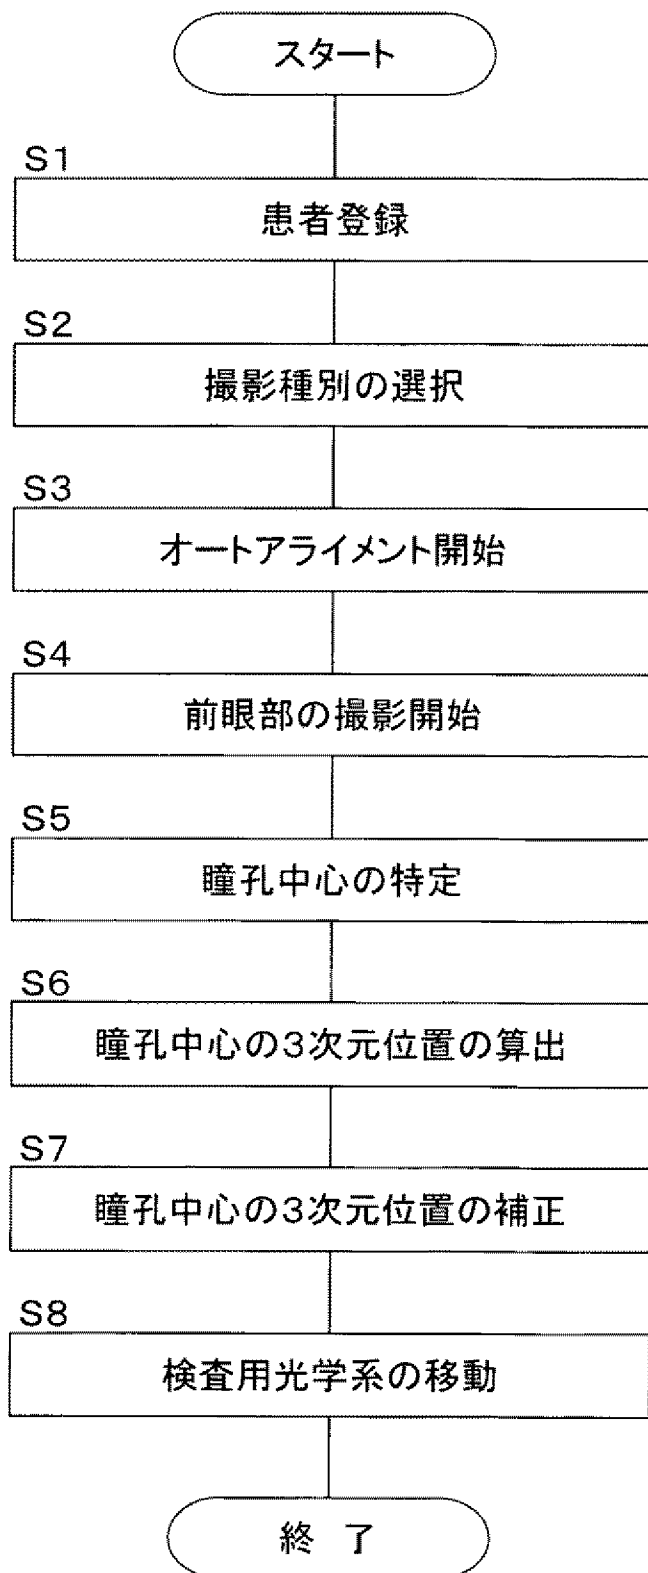 スタート
S1
患者登録
S2
撮影種別の選択
S3
オートアライメント開始
S4
前眼部の撮影開始
S5
瞳孔中心の特定
S6
瞳孔中心の3次元位置の算出
S7
瞳孔中心の3次元位置の補正
S8
検査用光学系の移動
終 了